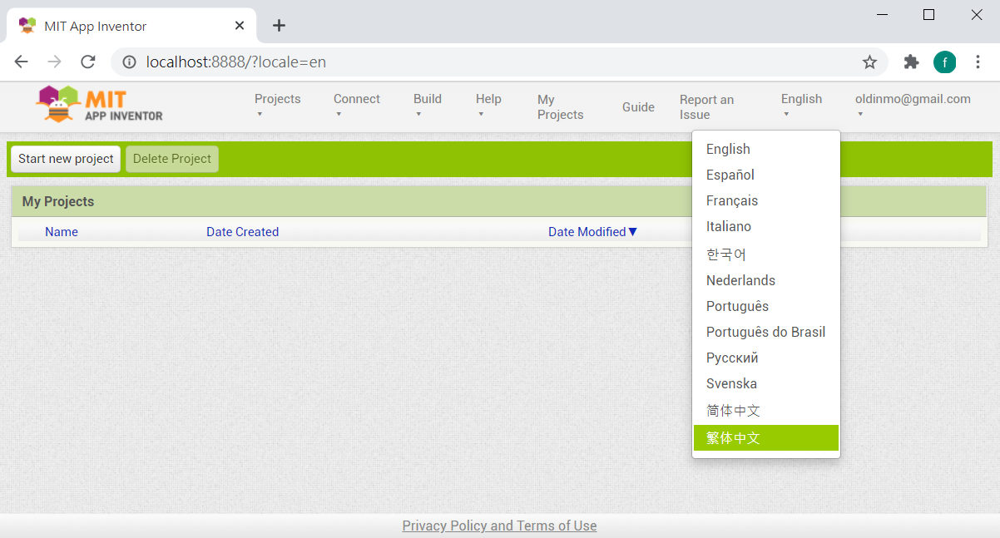 MIT App Inventor
localhost:8888/?locale=en
f
MIT
APP INVENTOR
Projects
Connect
Build
Help
My
Projects
Guide
Report an
Issue
English
oldinmo@gmail.com
Start new project
Delete Project
My Projects
Name
Date Created
Date Modified
English
Español
Français
Italiano
한국어
Nederlands
Português
Português do Brasil
Русский
Svenska
简体中文
繁体中文
Privacy Policy and Terms of Use